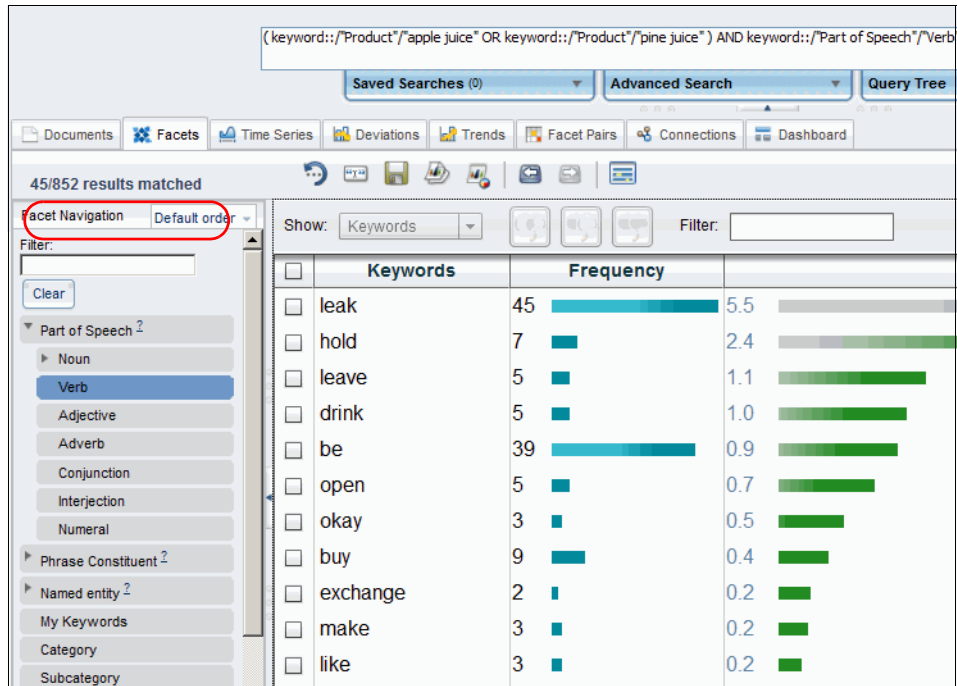 ( keyword::/"Product"/"apple juice" OR keyword::/"Product"/"pine juice" ) AND keyword::/"Part of Speech"/"Verb
Saved Searches (0) Advanced Search Query Tree
Documents Facets Time Series Deviations Trends Facet Pairs Connections Dashboard
45/852 results matched
Facet Navigation Default order
Show: Keywords Filter:
Filter:
Clear
Part of Speech ?
Noun
Verb
Adjective
Adverb
Conjunction
Interjection
Numeral
Phrase Constituent ?
Named entity ?
My Keywords
Category
Subcategory
Keywords Frequency
leak 45 5.5
hold 7 2.4
leave 5 1.1
drink 5 1.0
be 39 0.9
open 5 0.7
okay 3 0.5
buy 9 0.4
exchange 2 0.2
make 3 0.2
like 3 0.2